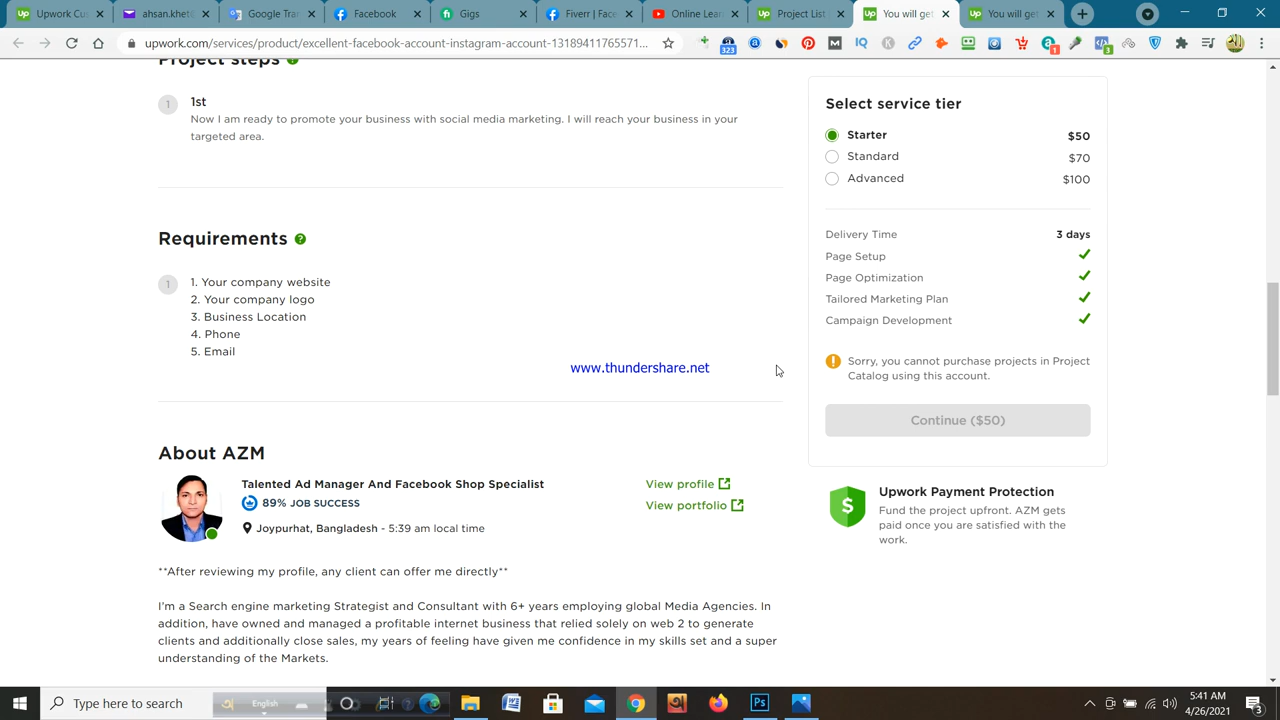 Upwork Cu
ahsan.khet
Google Tra
Facebook
Gigs
Fiverr | Face
Online Lear
Project List
You will get
You will get
upwork.com/services/product/excellent-facebook-account-instagram-account-13189411765571...
323
1
3
Project steps
1
1st
Now I am ready to promote your business with social media marketing. I will reach your business in your
targeted area.
Requirements
1
1. Your company website
2. Your company logo
3. Business Location
4. Phone
5. Email
www.thundershare.net
About AZM
Talented Ad Manager And Facebook Shop Specialist
89% JOB SUCCESS
Joypurhat, Bangladesh - 5:39 am local time
View profile
View portfolio
**After reviewing my profile, any client can offer me directly**
I'm a Search engine marketing Strategist and Consultant with 6+ years employing global Media Agencies. In
addition, have owned and managed a profitable internet business that relied solely on web 2 to generate
clients and additionally close sales, my years of feeling have given me confidence in my skills set and a super
understanding of the Markets.
Select service tier
Starter $50
Standard $70
Advanced $100
Delivery Time 3 days
Page Setup
Page Optimization
Tailored Marketing Plan
Campaign Development
Sorry, you cannot purchase projects in Project
Catalog using this account.
Continue ($50)
Upwork Payment Protection
Fund the project upfront. AZM gets
paid once you are satisfied with the
work.
Type here to search
English
5:41 AM
4/26/2021
3